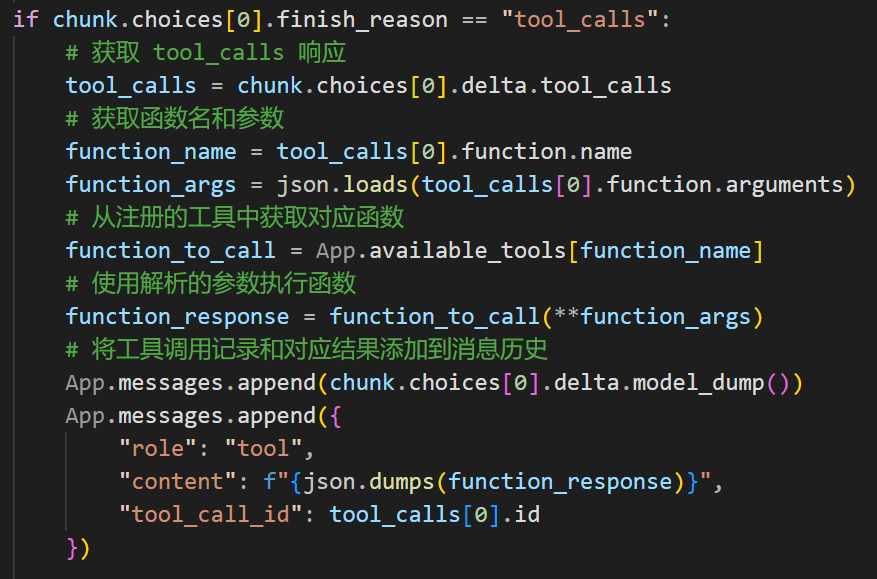 if chunk.choices[0].finish_reason == "tool_calls":
    # 获取 tool_calls 响应
    tool_calls = chunk.choices[0].delta.tool_calls
    # 获取函数名和参数
    function_name = tool_calls[0].function.name
    function_args = json.loads(tool_calls[0].function.arguments)
    # 从注册的工具中获取对应函数
    function_to_call = App.available_tools[function_name]
    # 使用解析的参数执行函数
    function_response = function_to_call(**function_args)
    # 将工具调用记录和对应结果添加到消息历史
    App.messages.append(chunk.choices[0].delta.model_dump())
    App.messages.append({
        "role": "tool",
        "content": f"{json.dumps(function_response)}",
        "tool_call_id": tool_calls[0].id
    })